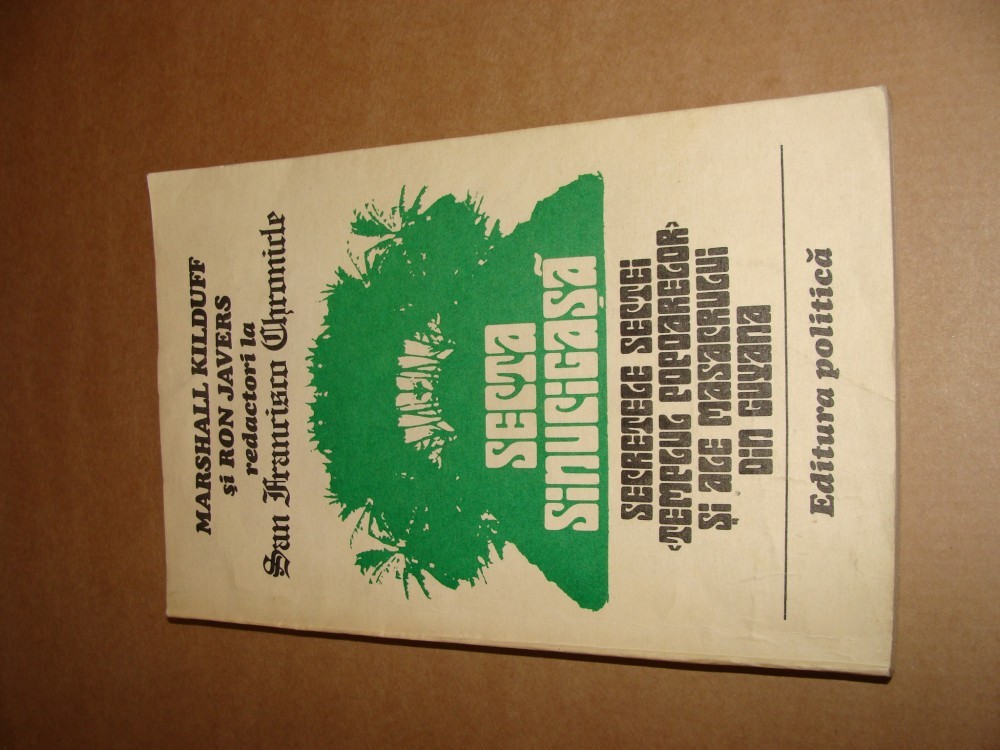 MARSHALL KILDUFF
și RON JAVERS
redactori la
San Francisco Chronicle
SECTA
SINUCIGAȘĂ
SECRETELE SECTEI
‹TEMPLUL POPOARELOR›
ȘI ALE MASACRULUI
DIN GUYANA
Editura politică